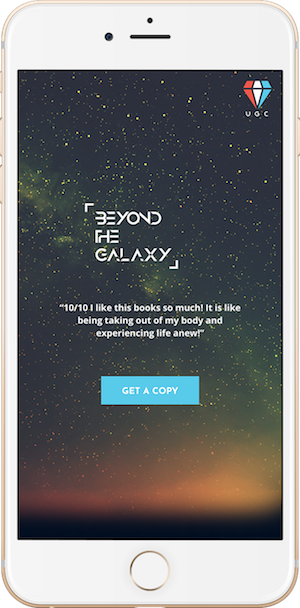 UGC
BEYOND
THE
GALAXY
“10/10 I like this books so much! It is like
being taking out of my body and
experiencing life anew!”
GET A COPY